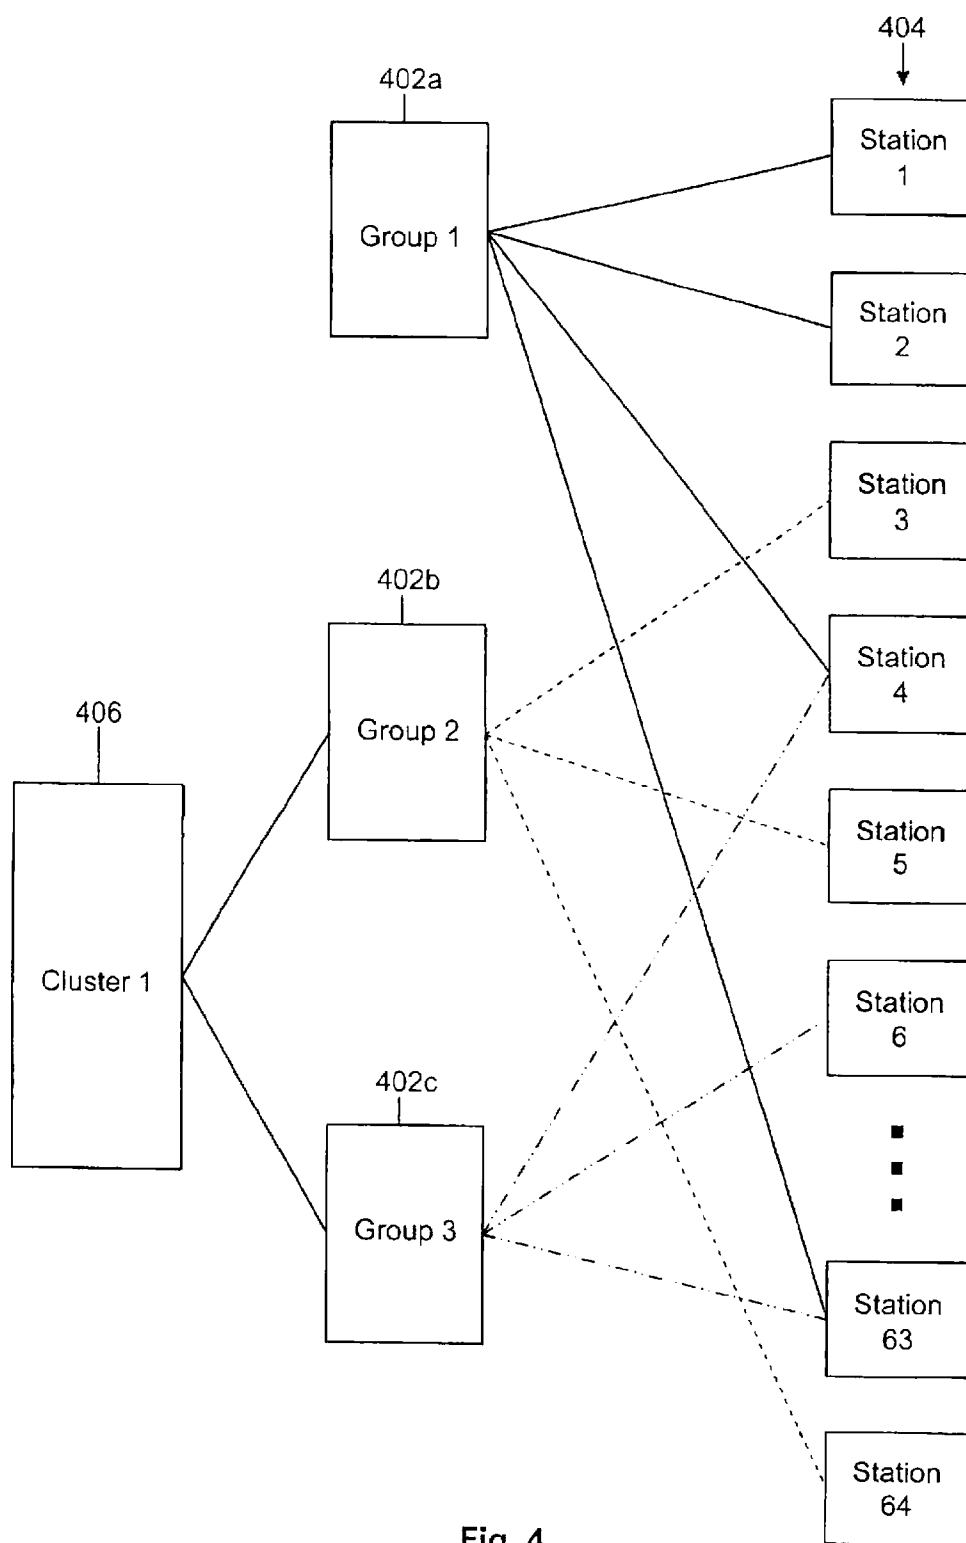 404
402a
Station
1
Group 1
Station
2
Station
3
402b
Station
4
Group 2
406
Station
5
Cluster 1
Station
6
402c
Group 3
Station
63
Station
64
Fig. 4